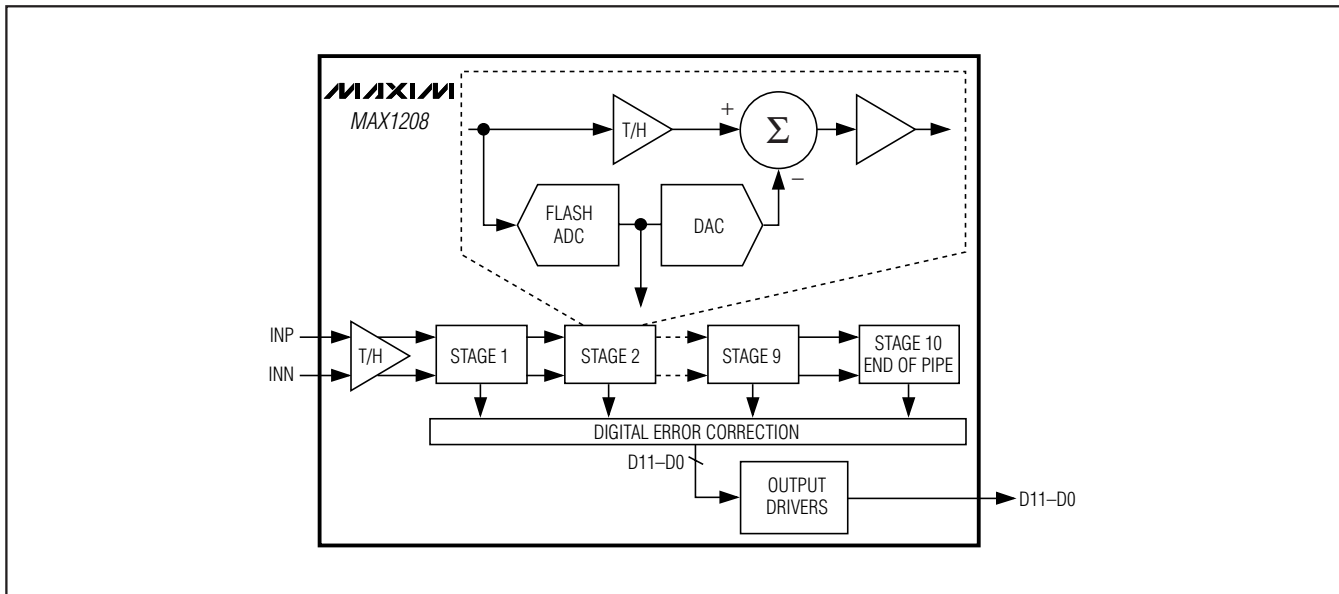 MAXIM
MAX1208
T/H
+
Σ
−
FLASH
ADC
DAC
INP
INN
T/H
STAGE 1
STAGE 2
STAGE 9
STAGE 10
END OF PIPE
DIGITAL ERROR CORRECTION
D11–D0
OUTPUT
DRIVERS
D11–D0